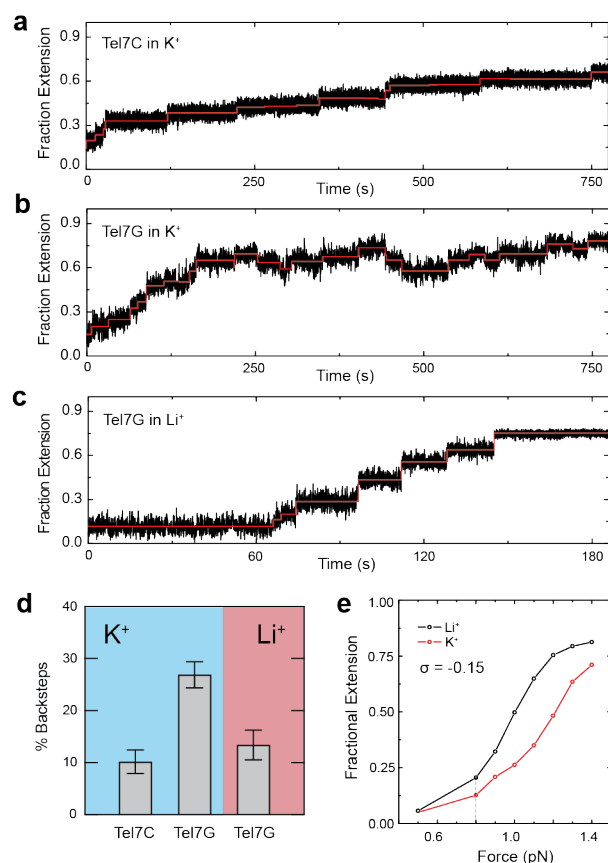 a
Tel7C in K⁺
Fraction Extension
0.9
0.6
0.3
0.0
0
250
500
750
Time (s)
b
Tel7G in K⁺
Fraction Extension
0.9
0.6
0.3
0.0
0
250
500
750
Time (s)
c
Tel7G in Li⁺
Fraction Extension
0.9
0.6
0.3
0.0
0
60
120
180
Time (s)
d
K⁺
Li⁺
% Backsteps
40
30
20
10
0
Tel7C
Tel7G
Tel7G
e
Li⁺
K⁺
σ = -0.15
Fractional Extension
1.00
0.75
0.50
0.25
0.00
0.6
1.0
1.4
Force (pN)